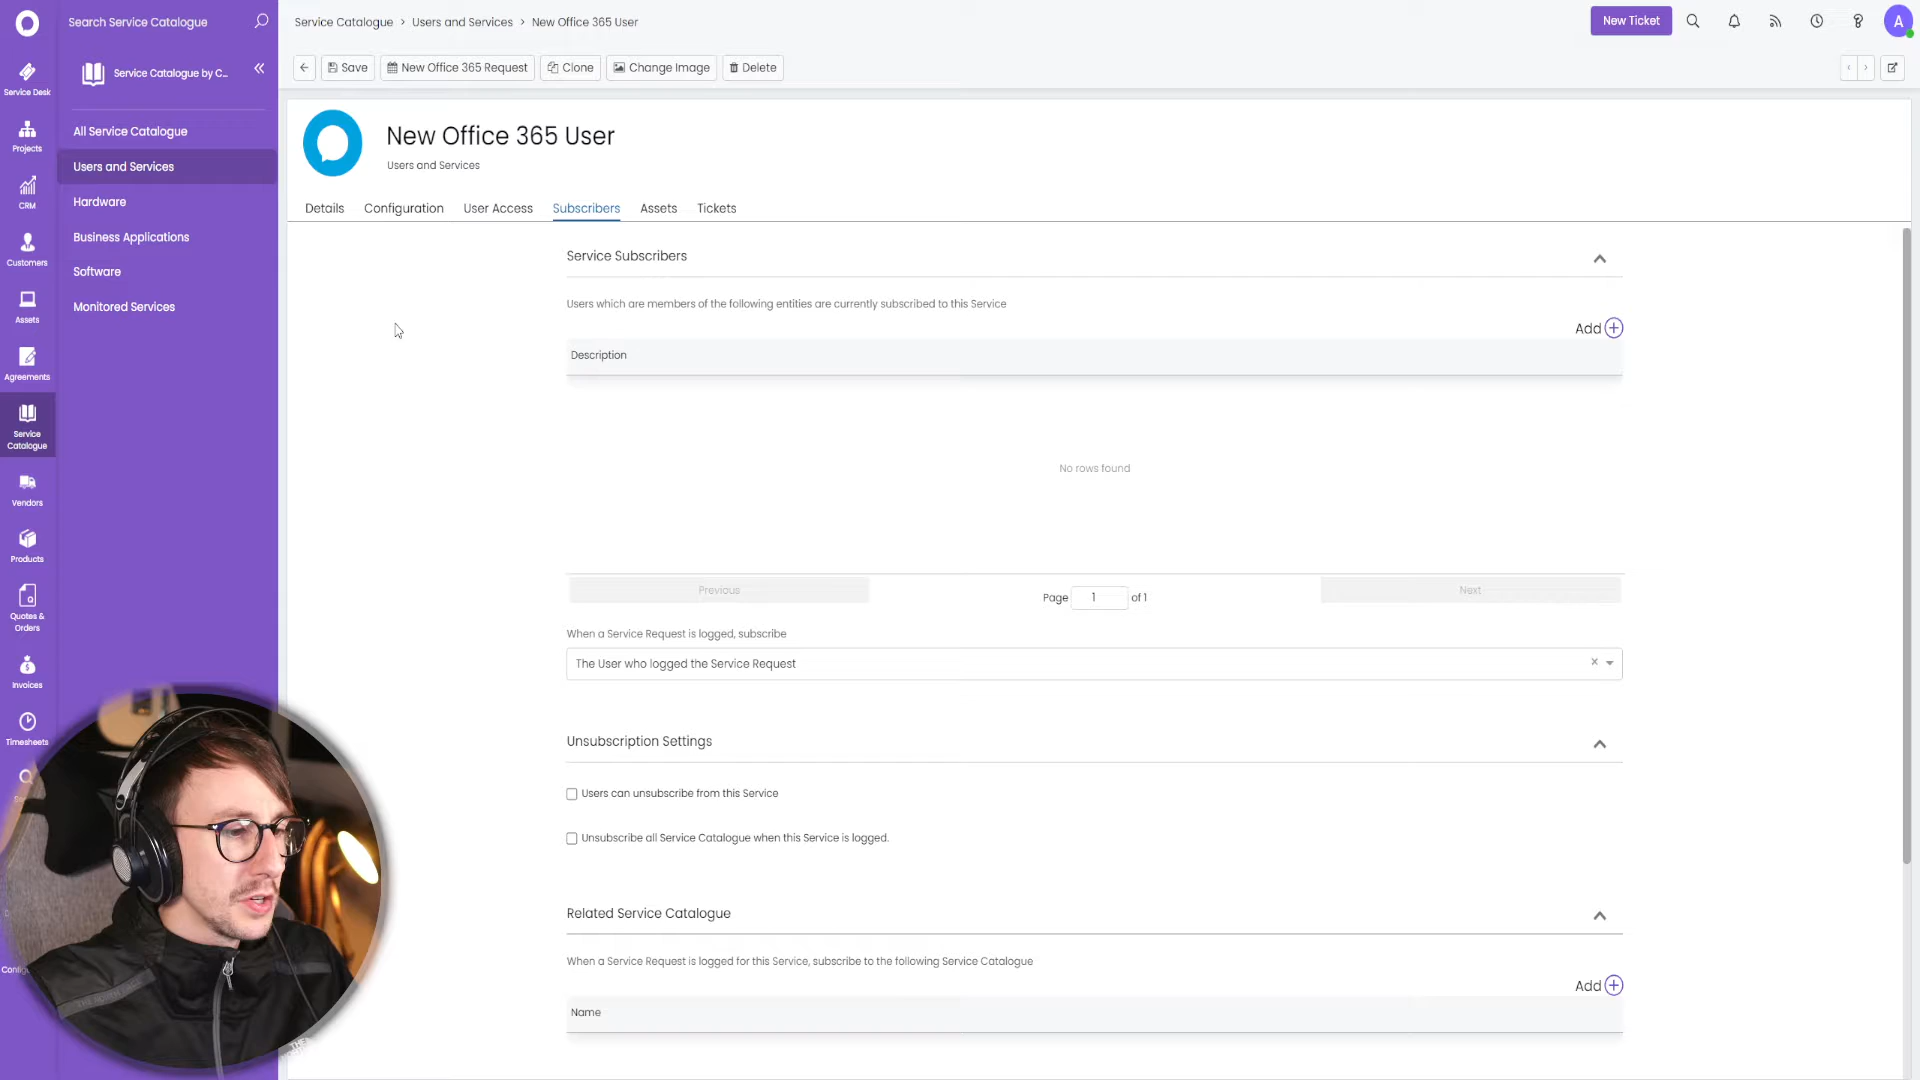 Search Service Catalogue
Service Catalogue > Users and Services > New Office 365 User
New Ticket
A
Service Catalogue by C...
Save
New Office 365 Request
Clone
Change Image
Delete
Service Desk
Projects
CRM
Customers
Assets
Agreements
Service
Catalogue
Vendors
Products
Quotes &
Orders
Invoices
Timesheets
All Service Catalogue
Users and Services
Hardware
Business Applications
Software
Monitored Services
New Office 365 User
Users and Services
Details Configuration User Access Subscribers Assets Tickets
Service Subscribers
Users which are members of the following entities are currently subscribed to this Service
Add
Description
No rows found
Previous
Page 1 of 1
Next
When a Service Request is logged, subscribe
The User who logged the Service Request
Unsubscription Settings
Users can unsubscribe from this Service
Unsubscribe all Service Catalogue when this Service is logged.
Related Service Catalogue
When a Service Request is logged for this Service, subscribe to the following Service Catalogue
Add
Name